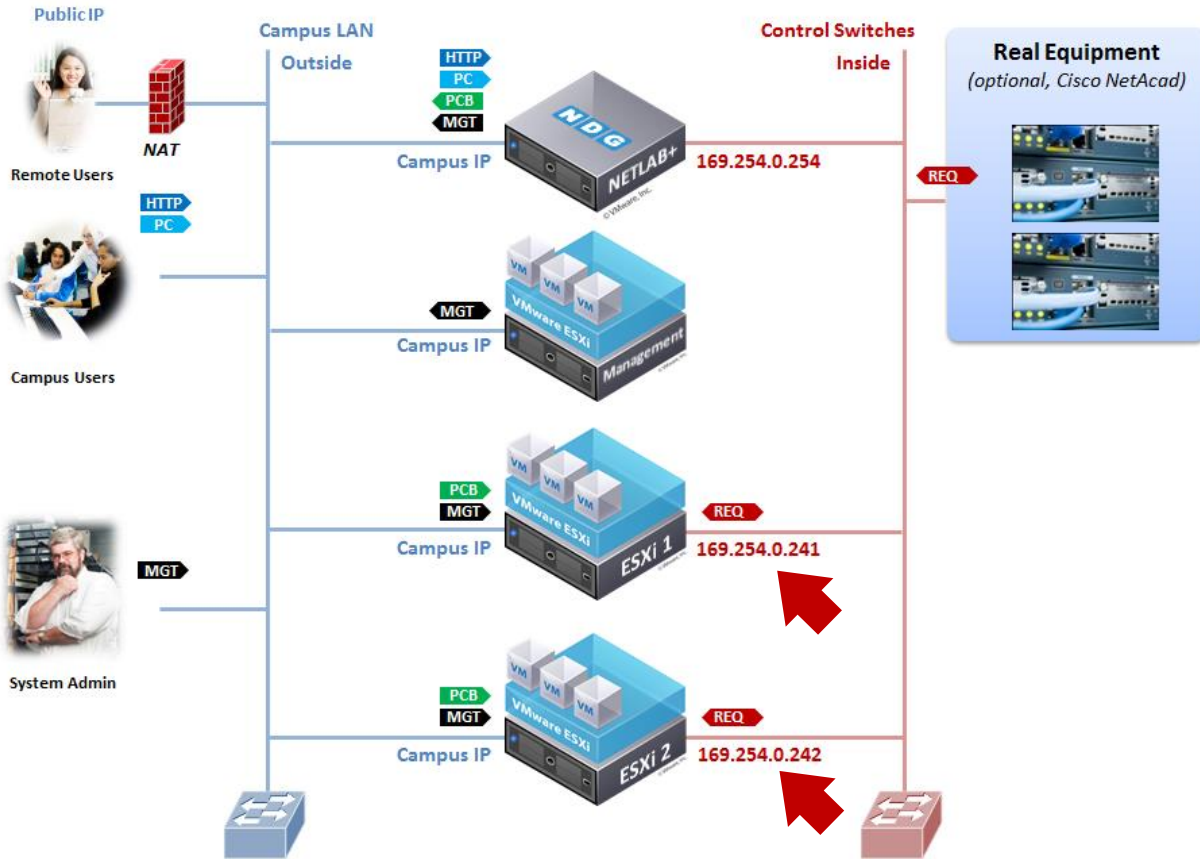 Public IP
Campus LAN
Outside
Control Switches
Inside
Real Equipment
(optional, Cisco NetAcad)
HTTP
PC
PCB
MGT
NAT
Remote Users
Campus IP
NDG
NETLAB+
© VMware, Inc.
169.254.0.254
REQ
HTTP
PC
Campus Users
MGT
Campus IP
VM
VM
VM
VMware ESXi
Management
PCB
MGT
Campus IP
VM
VM
VM
VMware ESXi
ESXi 1
REQ
169.254.0.241
MGT
System Admin
PCB
MGT
Campus IP
VM
VM
VM
VMware ESXi
ESXi 2
REQ
169.254.0.242